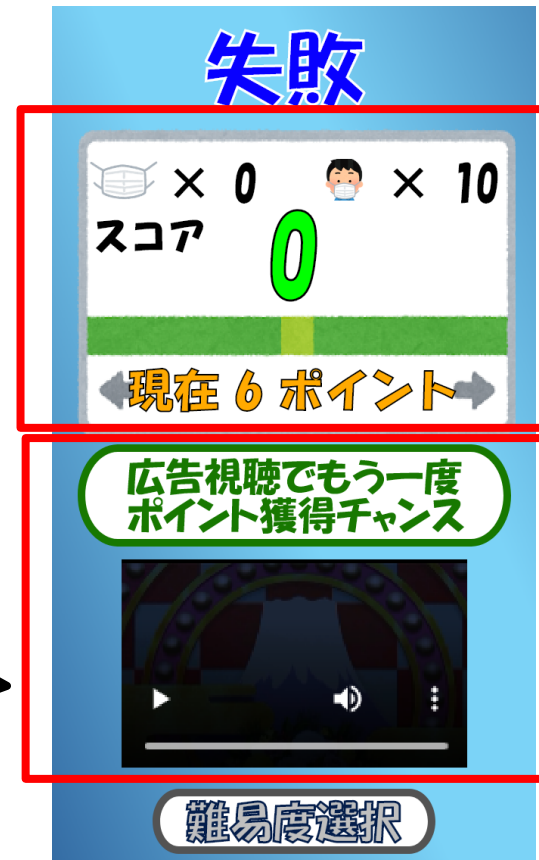 失敗
× 0 × 10
スコア 0
現在 6 ポイント
広告視聴でもう一度
ポイント獲得チャンス
難易度選択